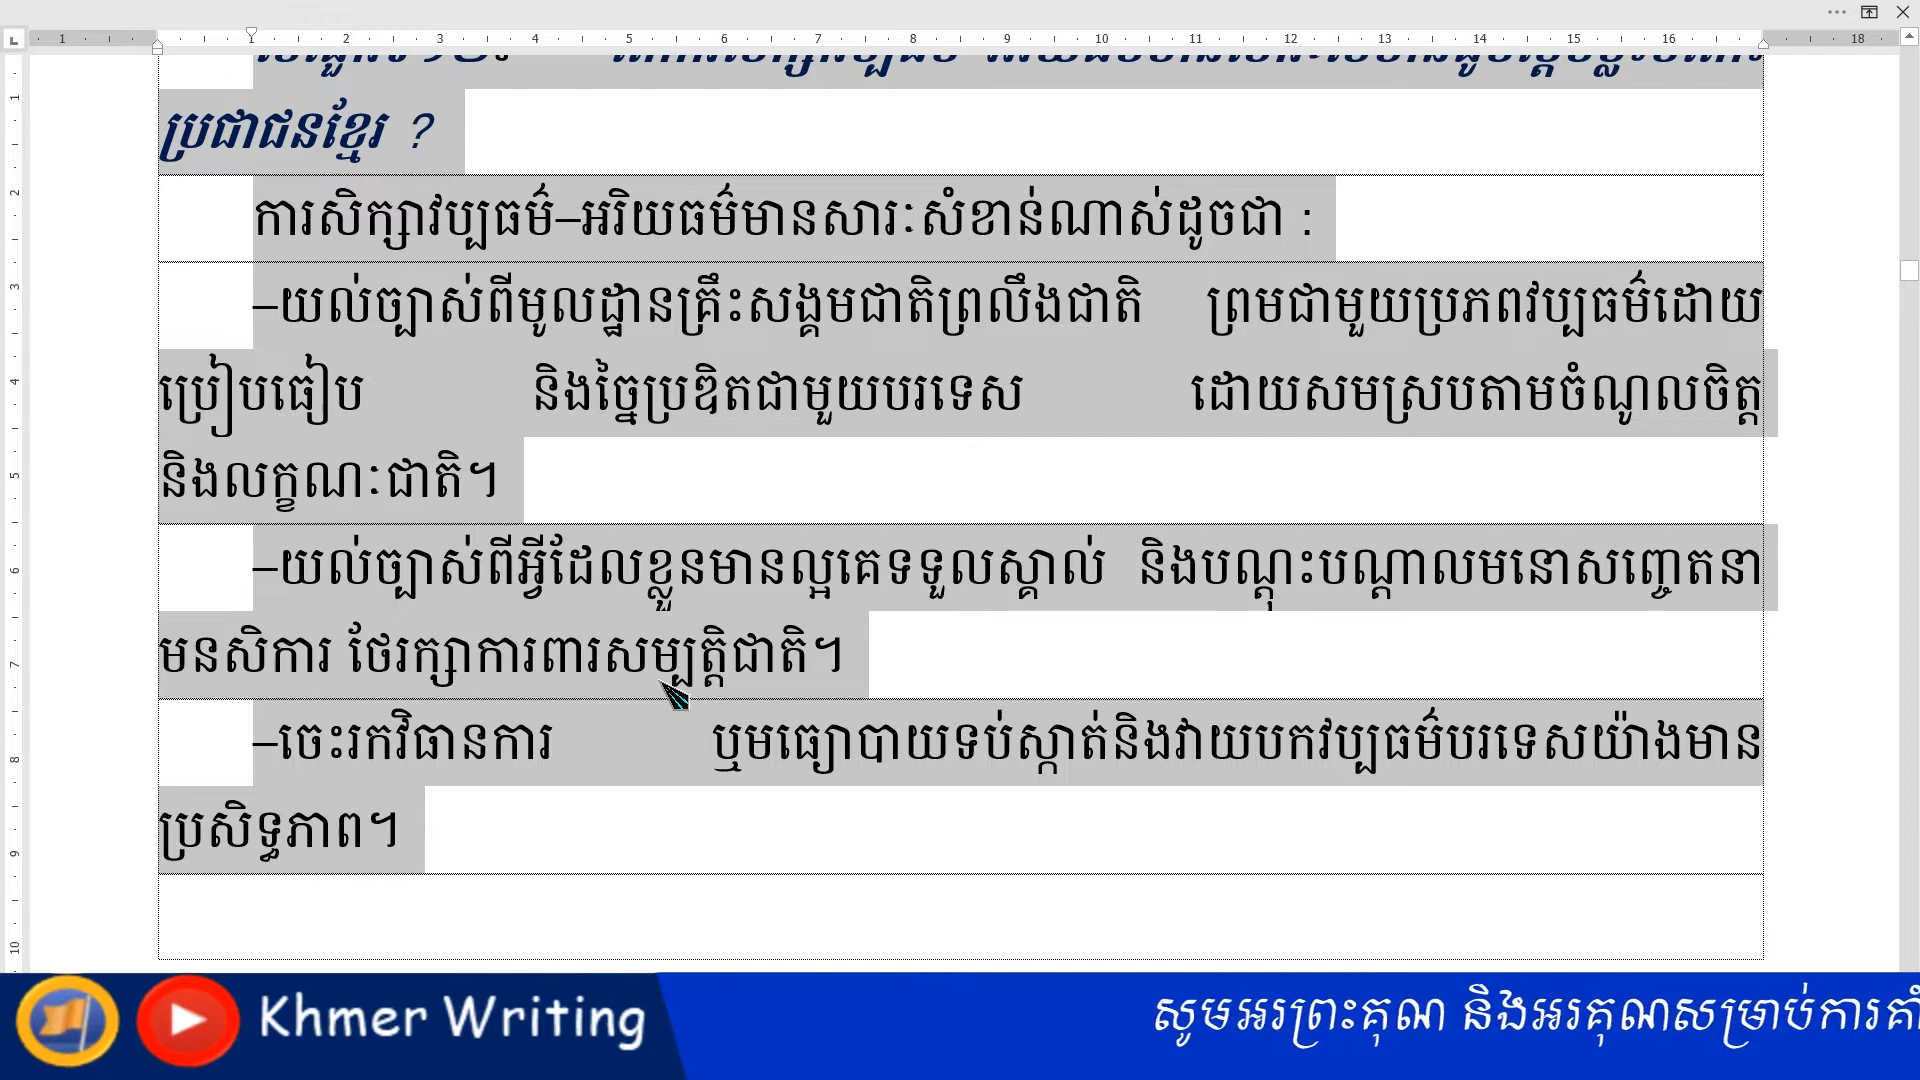 ប្រជាជនខ្មែរ ?
ការសិក្សាវប្បធម៌–អរិយធម៌មានសារៈសំខាន់ណាស់ដូចជា :
–យល់ច្បាស់ពីមូលដ្ឋានគ្រឹះសង្គមជាតិព្រលឹងជាតិ ព្រមជាមួយប្រភពវប្បធម៌ដោយ
ប្រៀបធៀប និងច្នៃប្រឌិតជាមួយបរទេស ដោយសមស្របតាមចំណូលចិត្ត
និងលក្ខណៈជាតិ។
–យល់ច្បាស់ពីអ្វីដែលខ្លួនមានល្អគេទទួលស្គាល់ និងបណ្តុះបណ្តាលមនោសញ្ចេតនា
មនសិការ ថែរក្សាការពារសម្បត្តិជាតិ។
–ចេះរកវិធានការ ឬមធ្យោបាយទប់ស្កាត់និងវាយបកវប្បធម៌បរទេសយ៉ាងមាន
ប្រសិទ្ធភាព។
Khmer Writing
សូមអរព្រះគុណ និងអរគុណសម្រាប់ការគាំ